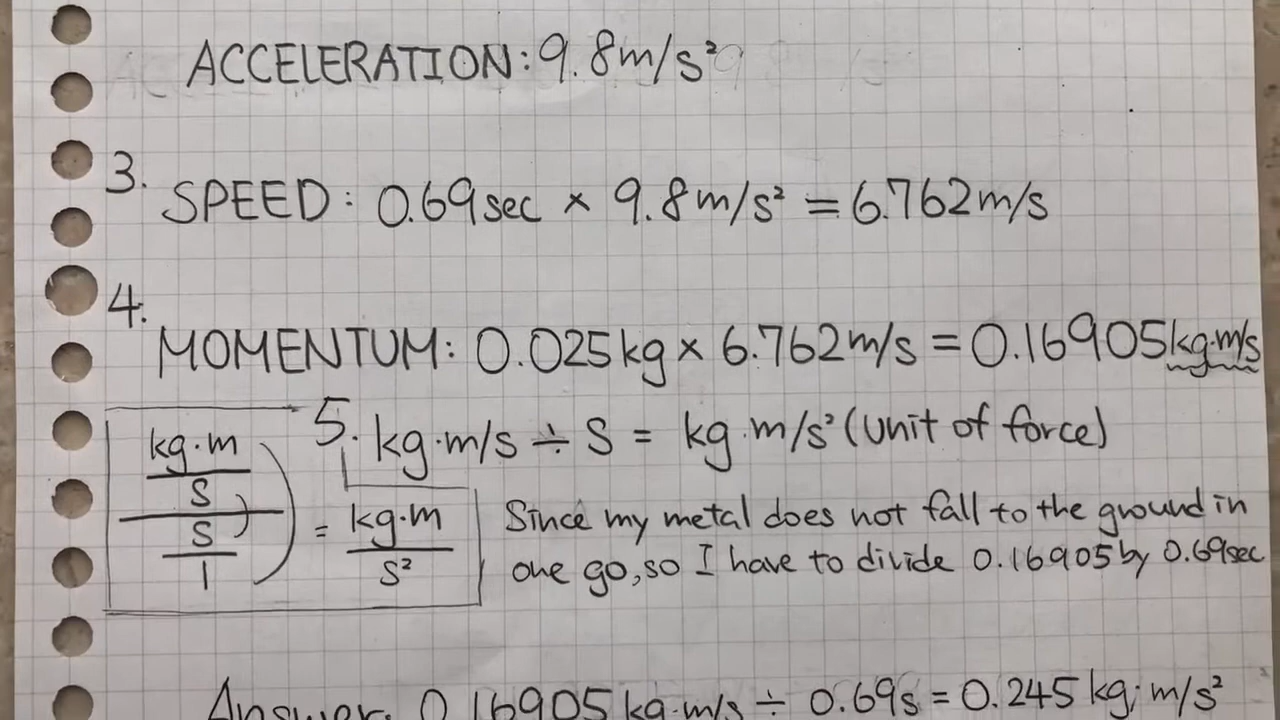 ACCELERATION: 9.8m/s²
3. SPEED: 0.69sec × 9.8m/s² = 6.762m/s
4. MOMENTUM: 0.025kg × 6.762m/s = 0.16905kg·m/s
5. kg·m/s ÷ S = kg·m/s² (Unit of force)
kg·m
S
S
1
= kg·m
S²
Since my metal does not fall to the ground in
one go, so I have to divide 0.16905 by 0.69sec
Answer. 0.16905 kg·m/s ÷ 0.69s = 0.245 kg·m/s²